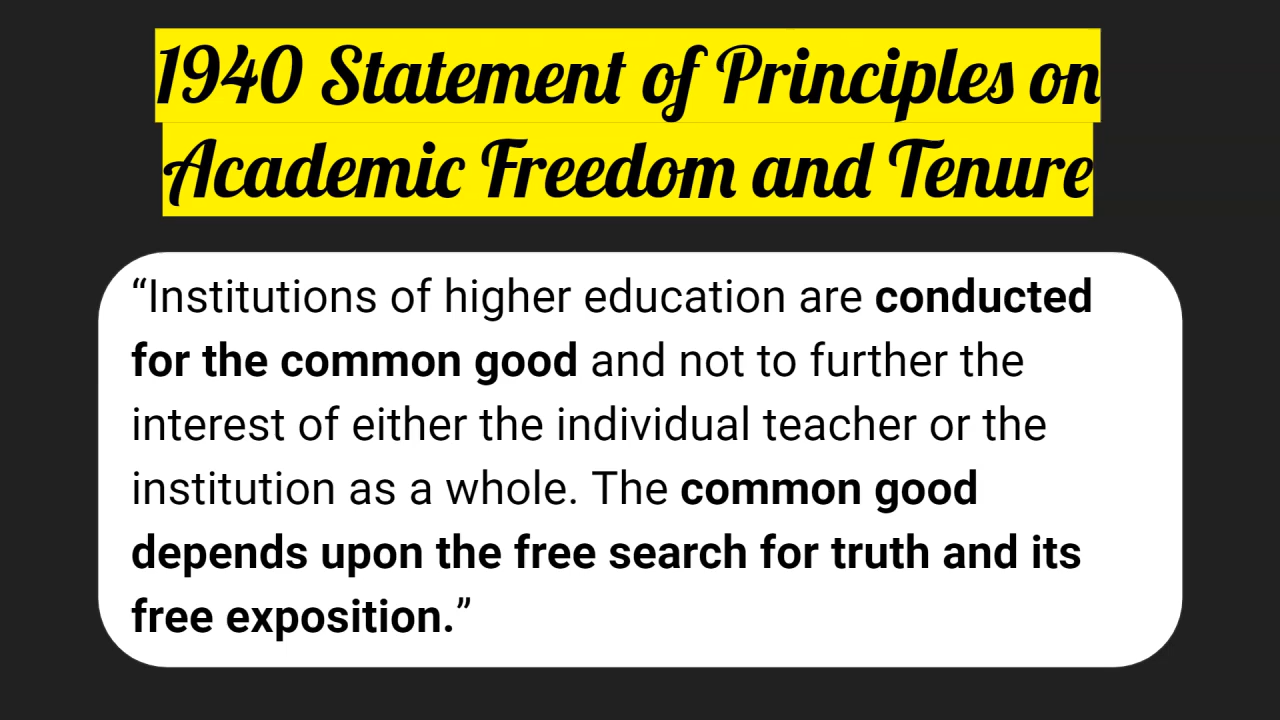 1940 Statement of Principles on
Academic Freedom and Tenure
“Institutions of higher education are conducted
for the common good and not to further the
interest of either the individual teacher or the
institution as a whole. The common good
depends upon the free search for truth and its
free exposition.”